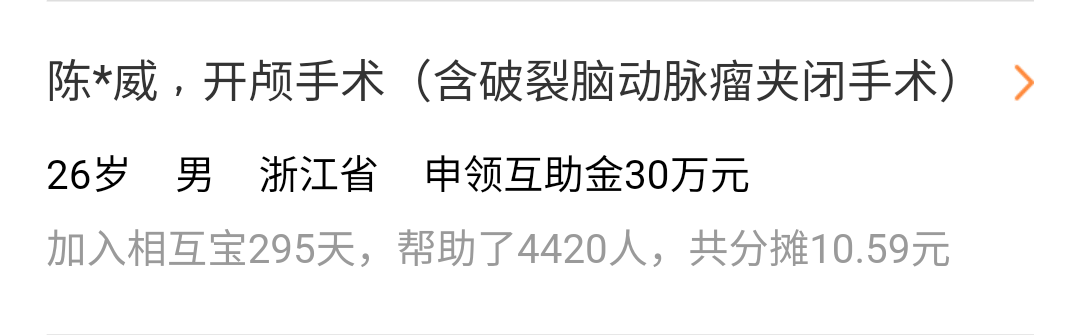 陈*威，开颅手术（含破裂脑动脉瘤夹闭手术）
26岁 男 浙江省 申领互助金30万元
加入相互宝295天，帮助了4420人，共分摊10.59元